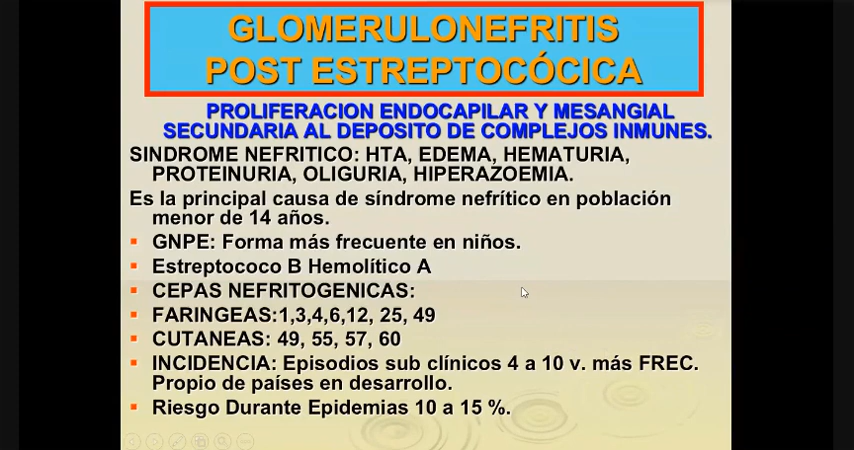 GLOMERULONEFRITIS
POST ESTREPTOCÓCICA
PROLIFERACION ENDOCAPILAR Y MESANGIAL
SECUNDARIA AL DEPOSITO DE COMPLEJOS INMUNES.
SINDROME NEFRITICO: HTA, EDEMA, HEMATURIA,
PROTEINURIA, OLIGURIA, HIPERAZOEMIA.
Es la principal causa de síndrome nefrítico en población
menor de 14 años.
GNPE: Forma más frecuente en niños.
Estreptococo B Hemolítico A
CEPAS NEFRITOGENICAS:
FARINGEAS:1,3,4,6,12, 25, 49
CUTANEAS: 49, 55, 57, 60
INCIDENCIA: Episodios sub clínicos 4 a 10 v. más FREC.
Propio de países en desarrollo.
Riesgo Durante Epidemias 10 a 15 %.